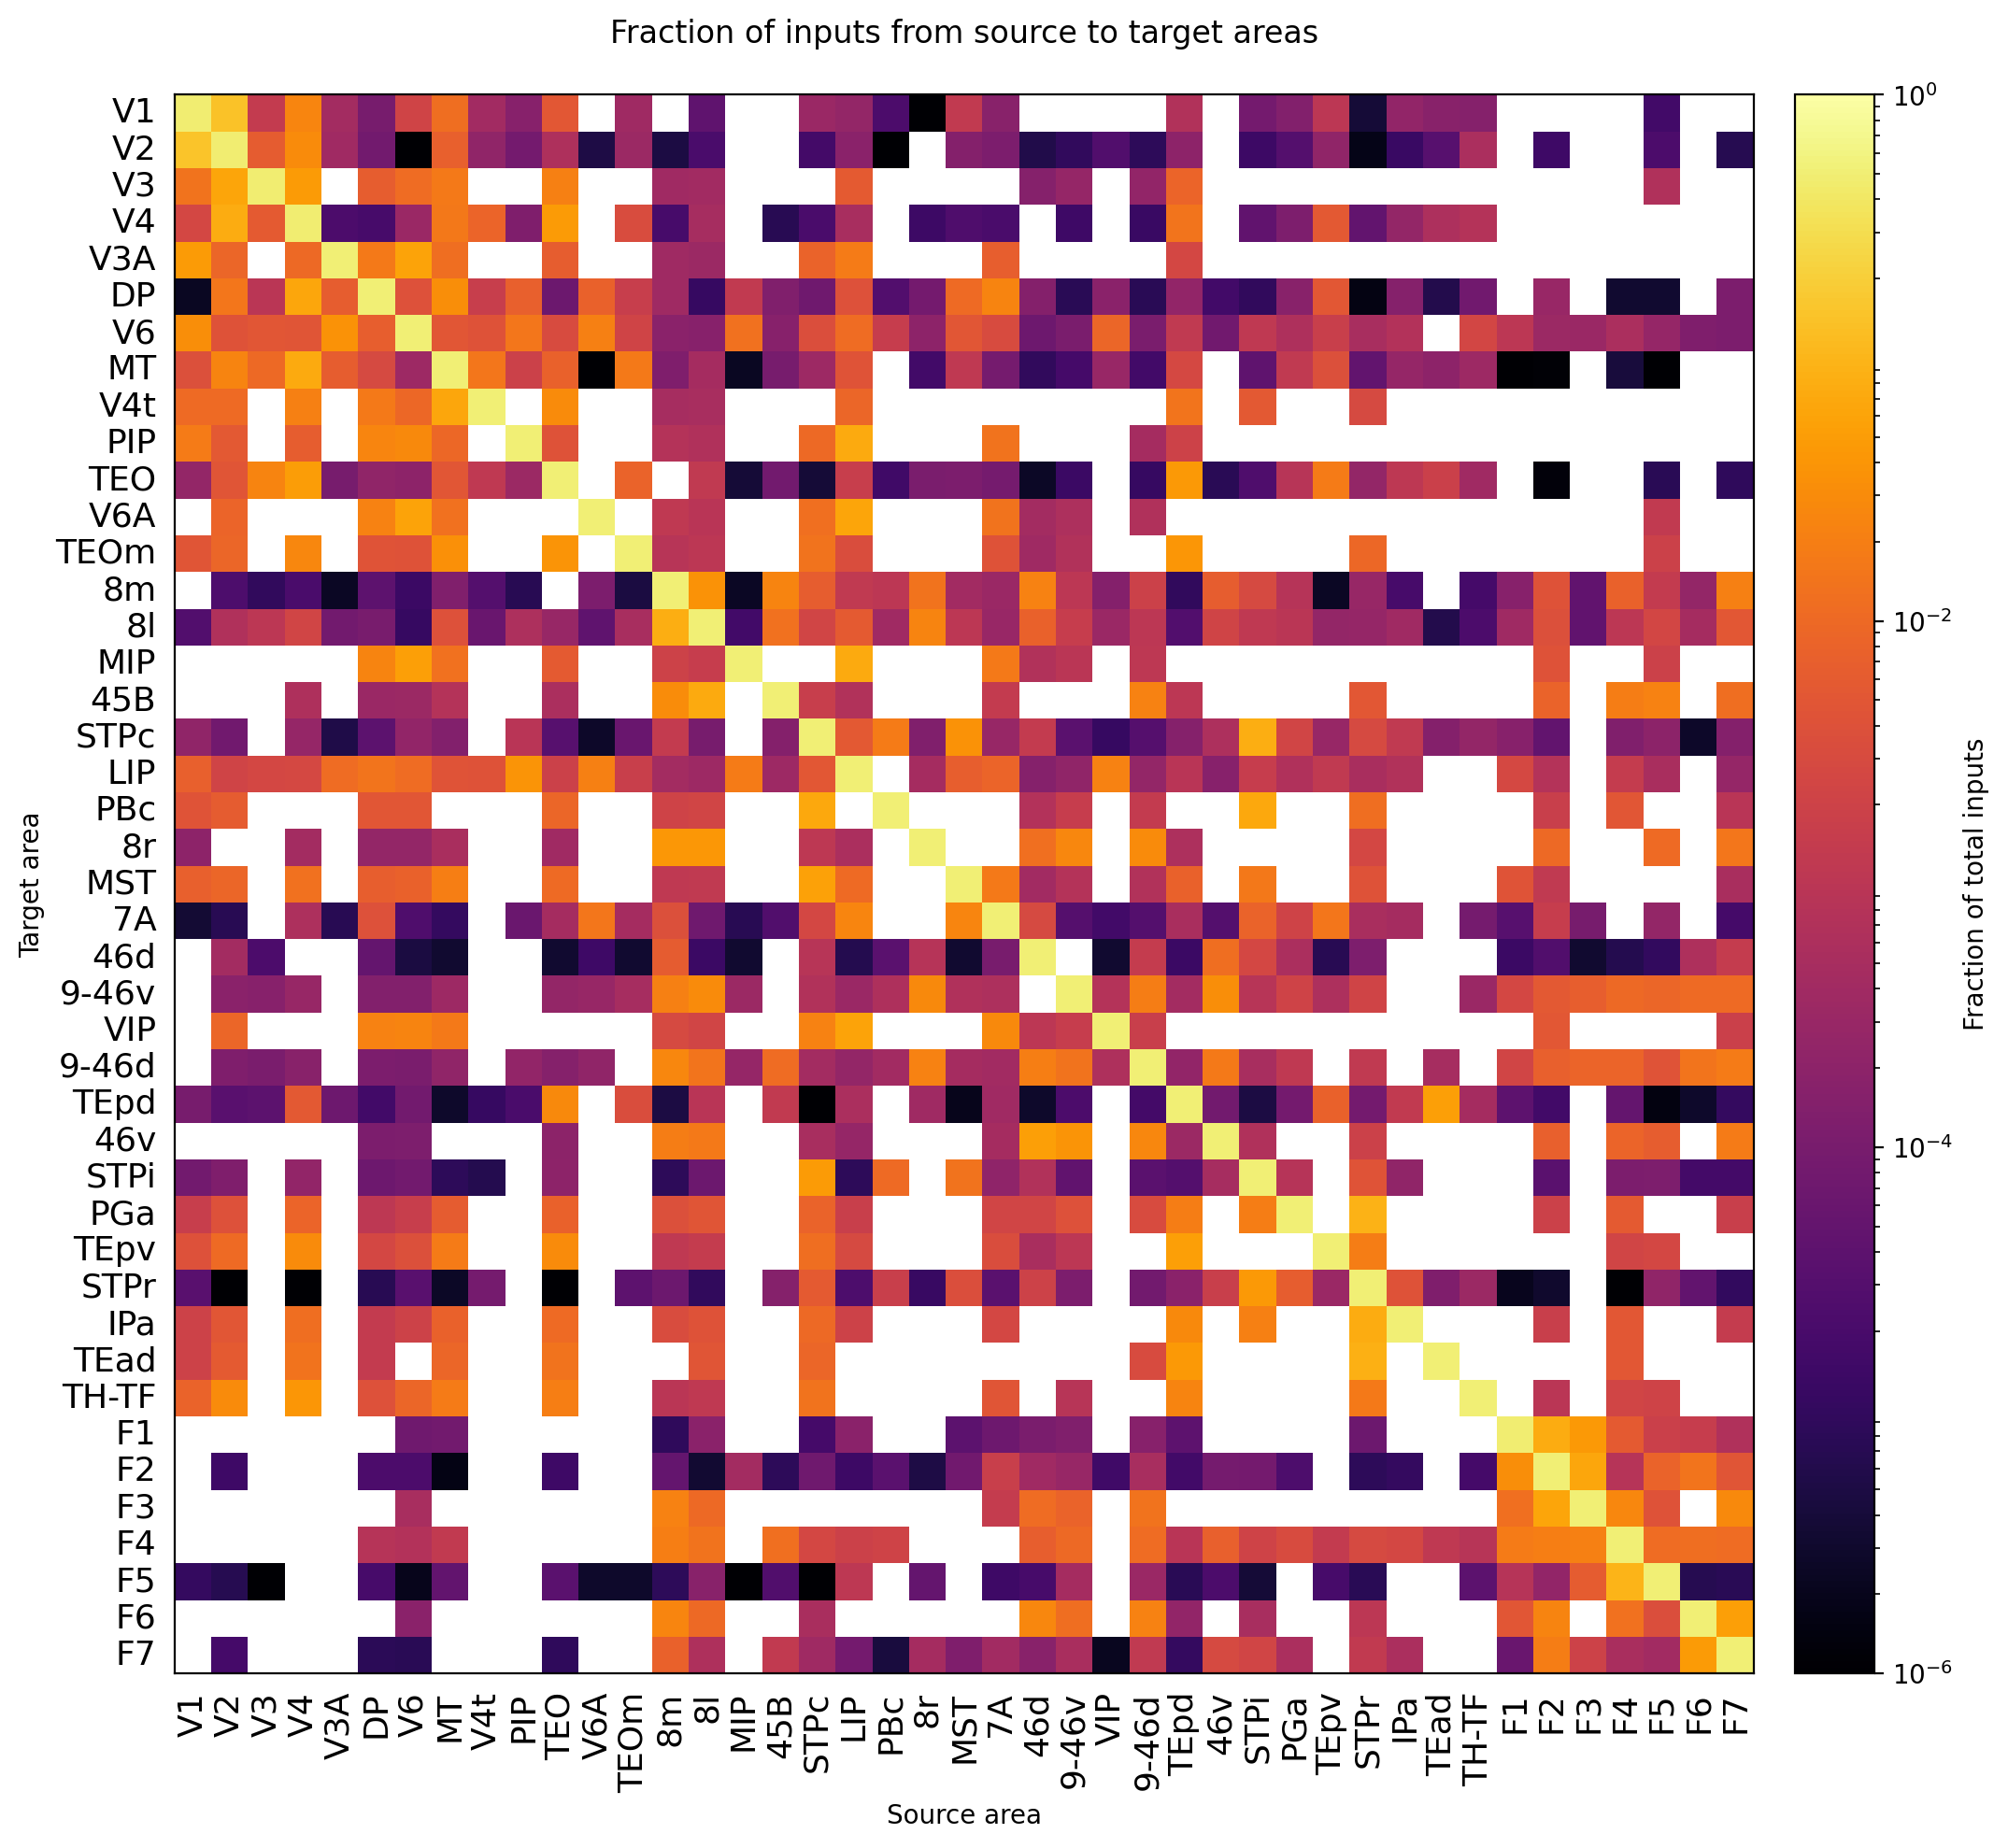 Fraction of inputs from source to target areas
V1
V2
V3
V4
V3A
DP
V6
MT
V4t
PIP
TEO
V6A
TEOm
8m
8l
MIP
45B
STPc
LIP
PBc
8r
MST
7A
46d
9-46v
VIP
9-46d
TEpd
46v
STPi
PGa
TEpv
STPr
IPa
TEad
TH-TF
F1
F2
F3
F4
F5
F6
F7
Target area
V1
V2
V3
V4
V3A
DP
V6
MT
V4t
PIP
TEO
V6A
TEOm
8m
8l
MIP
45B
STPc
LIP
PBc
8r
MST
7A
46d
9-46v
VIP
9-46d
TEpd
46v
STPi
PGa
TEpv
STPr
IPa
TEad
TH-TF
F1
F2
F3
F4
F5
F6
F7
Source area
10⁰
10⁻²
10⁻⁴
10⁻⁶
Fraction of total inputs